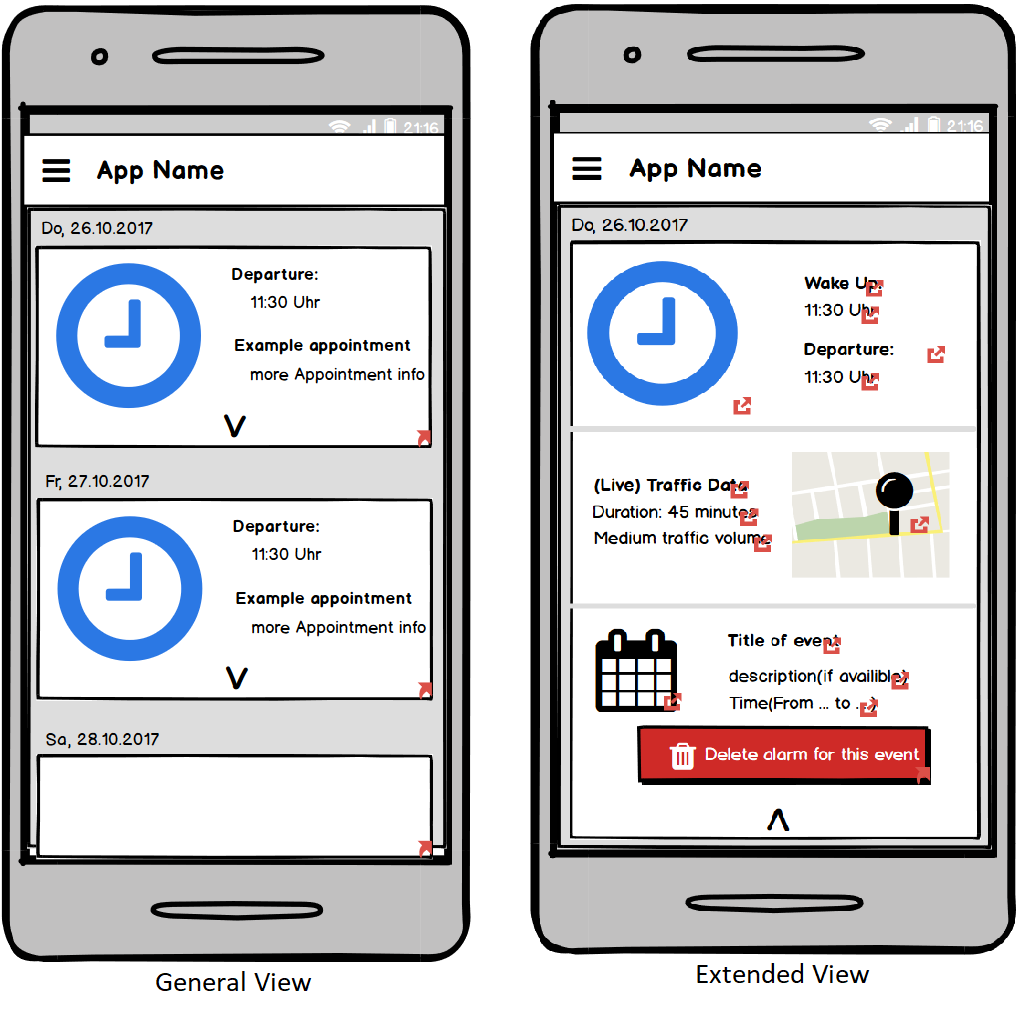 21:16
App Name
Do, 26.10.2017
Departure:
11:30 Uhr
Example appointment
more Appointment info
Fr, 27.10.2017
Departure:
11:30 Uhr
Example appointment
more Appointment info
Sa, 28.10.2017
General View
21:16
App Name
Do, 26.10.2017
Wake Up:
11:30 Uhr
Departure:
11:30 Uhr
(Live) Traffic Data
Duration: 45 minutes
Medium traffic volume
Title of event
description(if availible)
Time(From ... to ...)
Delete alarm for this event
Extended View